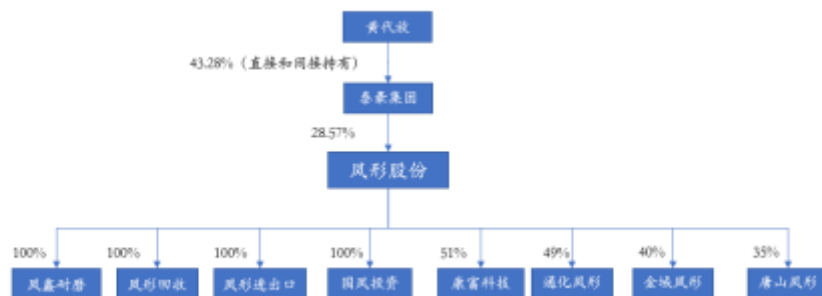 黄代放
43.28%（直接和间接持有）
泰豪集团
28.57%
凤形股份
100% 100% 100% 100% 51% 49% 40% 35%
凤鑫耐磨 凤形回收 凤形进出口 国凤投资 康富科技 通化凤形 金域凤形 唐山凤形